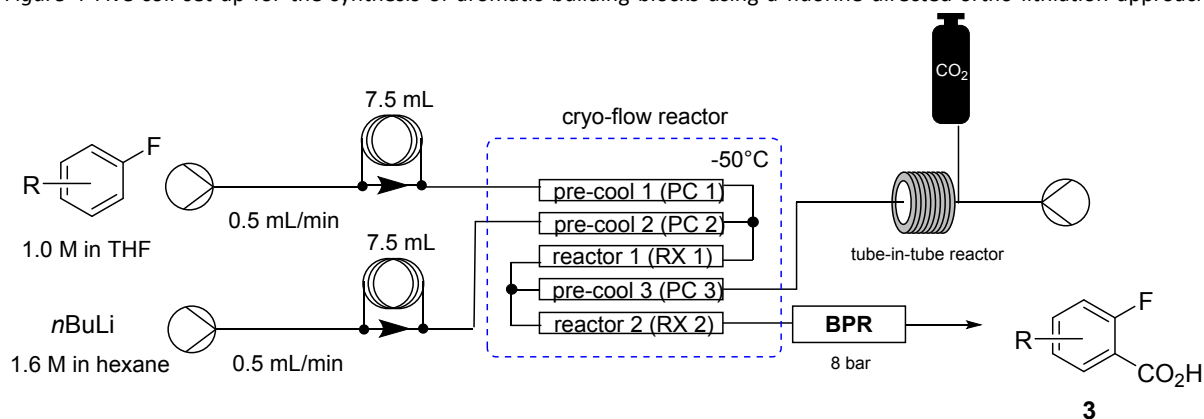 Figure 4 Five coil set-up for the synthesis of aromatic building blocks using a fluorine-directed ortho-lithiation approach
CO2
7.5 mL
cryo-flow reactor
F
R
-50°C
pre-cool 1 (PC 1)
0.5 mL/min
pre-cool 2 (PC 2)
1.0 M in THF
7.5 mL
reactor 1 (RX 1)
tube-in-tube reactor
pre-cool 3 (PC 3)
nBuLi
reactor 2 (RX 2)
BPR
F
R
1.6 M in hexane
0.5 mL/min
8 bar
CO2H
3